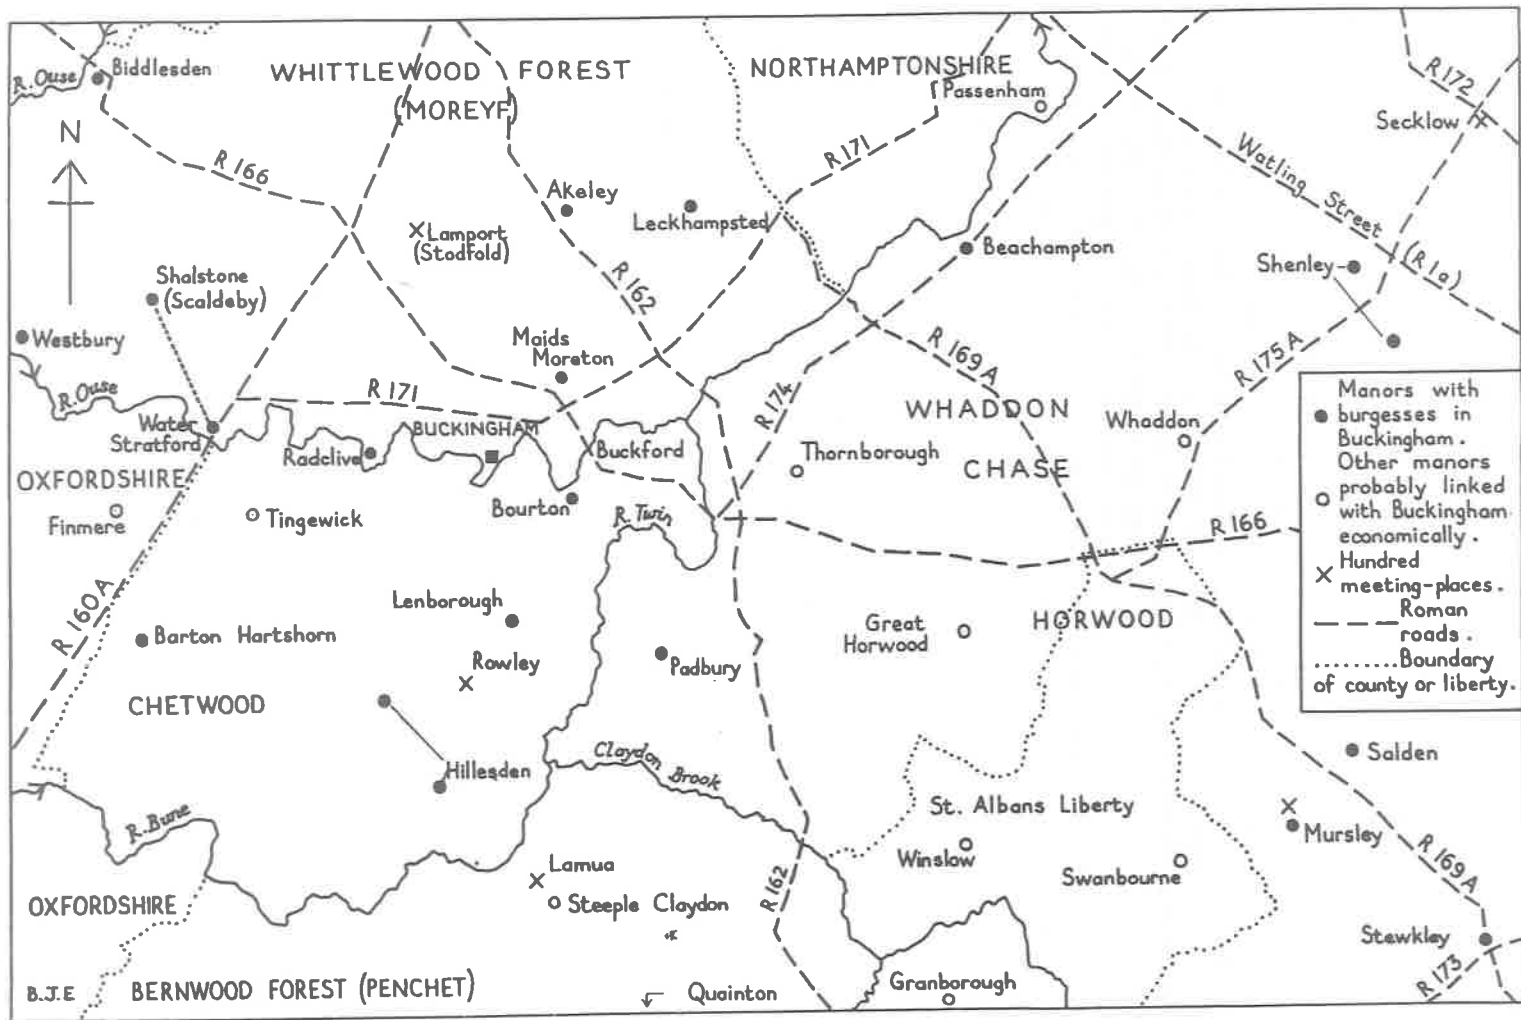 R. Ouse
Biddlesden
WHITTLEWOOD FOREST
(MOREYF)
NORTHAMPTONSHIRE
Passenham
R 172
Secklow
N
R 166
R 171
Watling Street (R 1a)
Akeley
Leckhampsted
Lamport
(Stodfold)
Beachampton
Shenley
Shalstone
(Scaldeby)
R 162
Westbury
Maids
Moreton
R 169A
R 175A
R. Ouse
R 171
R 174
Water
Stratford
BUCKINGHAM
Radclive
Buckford
WHADDON
CHASE
Whaddon
Thornborough
OXFORDSHIRE
Finmere
Tingewick
Bourton
R. Twin
R 166
Manors with
burgesses in
Buckingham.
Other manors
probably linked
with Buckingham
economically.
Hundred
meeting-places.
Roman
roads.
Boundary
of county or liberty.
R 160A
Lenborough
Barton Hartshorn
Rowley
Padbury
Great
Horwood
HORWOOD
CHETWOOD
Hillesden
Claydon Brook
Salden
R. Bune
St. Albans Liberty
Mursley
Winslow
Swanbourne
R 169A
Lamua
Steeple Claydon
R 162
OXFORDSHIRE
Stewkley
R 173
B.J.E
BERNWOOD FOREST (PENCHET)
Quainton
Granborough